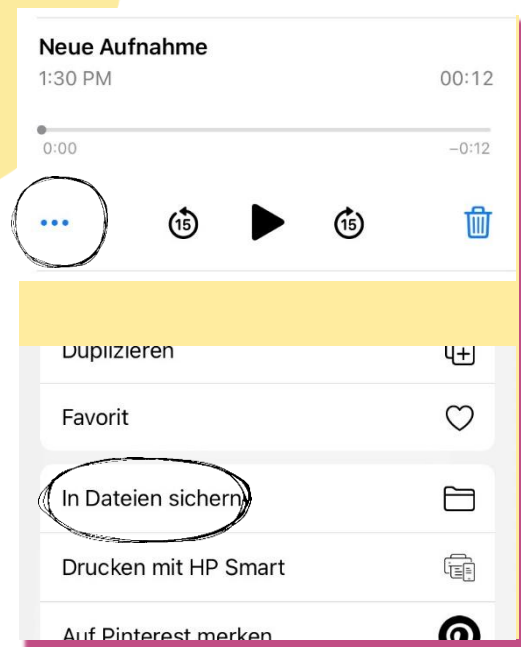 Neue Aufnahme
1:30 PM 00:12
0:00 −0:12
15 15
Duplizieren
Favorit
In Dateien sichern
Drucken mit HP Smart
Auf Pinterest merken